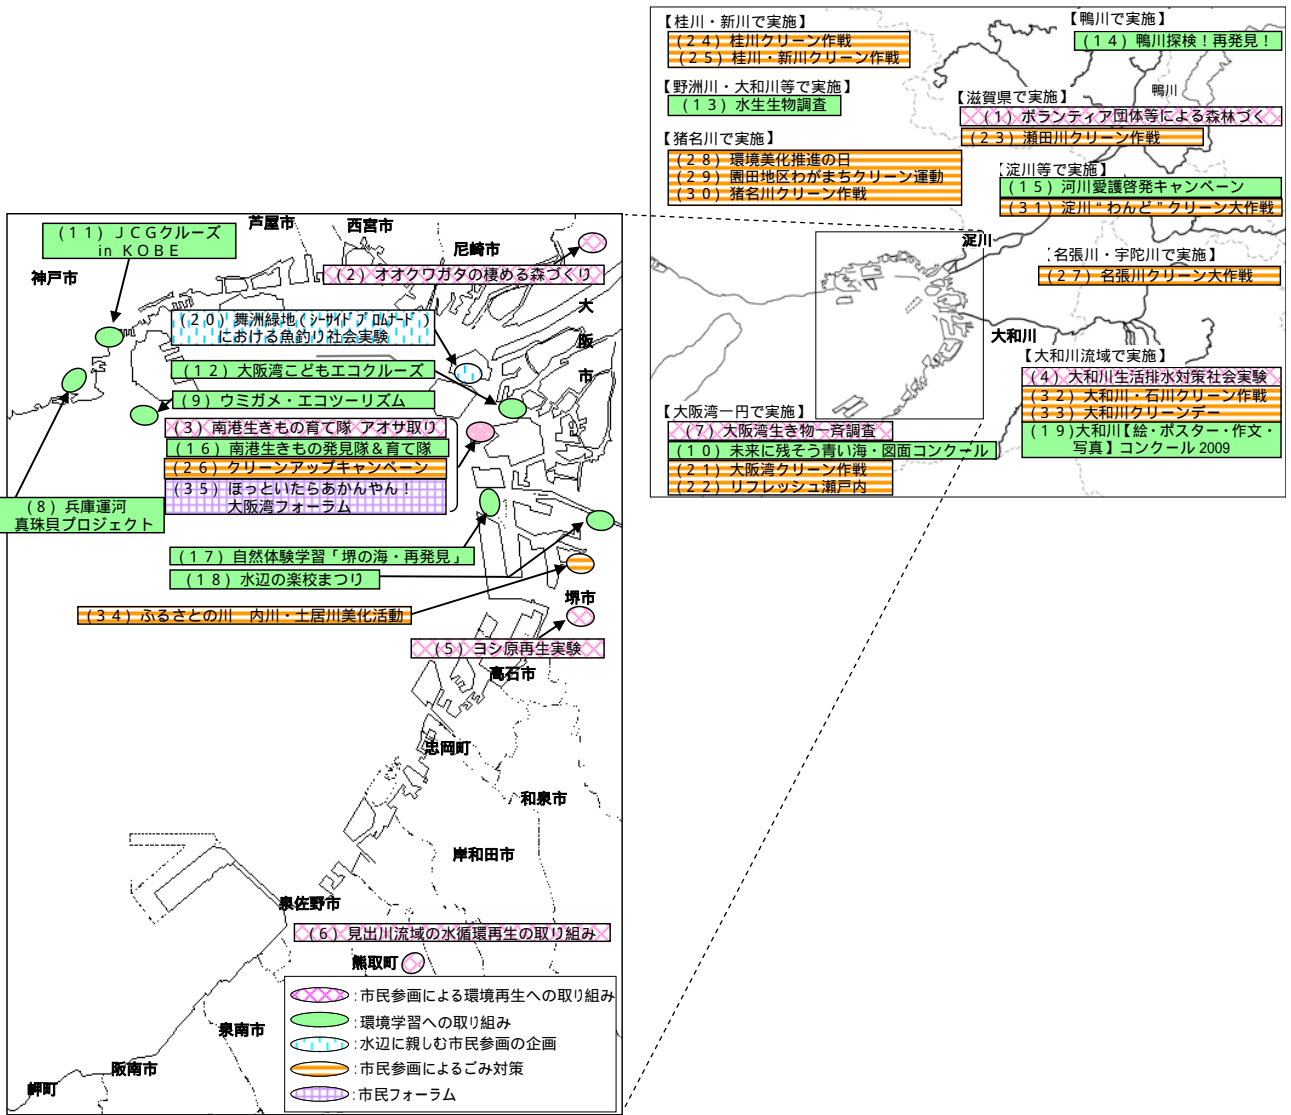 【桂川・新川で実施】
(２４) 桂川クリーン作戦
(２５) 桂川・新川クリーン作戦
【鴨川で実施】
(１４) 鴨川探検！再発見！
鴨川
【野洲川・大和川等で実施】
(１３) 水生生物調査
【滋賀県で実施】
(１) ボランティア団体等による森林づく
(２３) 瀬田川クリーン作戦
【猪名川で実施】
(２８) 環境美化推進の日
(２９) 園田地区わがまちクリーン運動
(３０) 猪名川クリーン作戦
【淀川等で実施】
(１５) 河川愛護啓発キャンペーン
(３１) 淀川“わんど”クリーン大作戦
淀川
名張川・宇陀川で実施】
(２７) 名張川クリーン大作戦
大和川
【大和川流域で実施】
(４) 大和川生活排水対策社会実験
(３２) 大和川・石川クリーン作戦
(３３) 大和川クリーンデー
(１９)大和川【絵・ポスター・作文・
写真】コンクール 2009
【大阪湾一円で実施】
(７) 大阪湾生き物一斉調査
(１０) 未来に残そう青い海・図画コンクール
(２１) 大阪湾クリーン作戦
(２２) リフレッシュ瀬戸内
芦屋市
西宮市
尼崎市
神戸市
(１１) ＪＣＧクルーズ
in ＫＯＢＥ
(２) オオクワガタの棲める森づくり
大阪市
(２０) 舞洲緑地(ｼｰｻｲﾄﾞﾌﾟﾛﾑﾅｰﾄﾞ)
における魚釣り社会実験
(１２) 大阪湾こどもエコクルーズ
(９) ウミガメ・エコツーリズム
(３) 南港生きもの育て隊 アオサ取り
(１６) 南港生きもの発見隊＆育て隊
(２６) クリーンアップキャンペーン
(３５) ほっといたらあかんやん！
大阪湾フォーラム
(８) 兵庫運河
真珠貝プロジェクト
(１７) 自然体験学習「堺の海・再発見」
(１８) 水辺の楽校まつり
(３４) ふるさとの川　内川・土居川美化活動
堺市
(５) ヨシ原再生実験
高石市
忠岡町
和泉市
岸和田市
泉佐野市
(６) 見出川流域の水循環再生の取り組み
熊取町
泉南市
阪南市
岬町
：市民参画による環境再生への取り組み
：環境学習への取り組み
：水辺に親しむ市民参画の企画
：市民参画によるごみ対策
：市民フォーラム